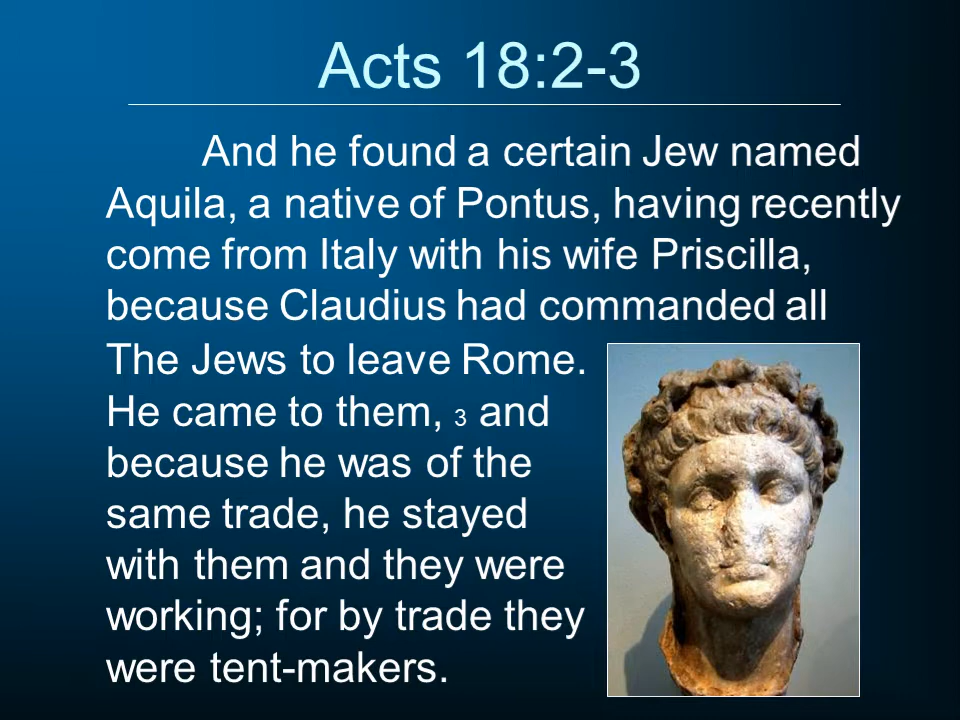 Acts 18:2-3
And he found a certain Jew named
Aquila, a native of Pontus, having recently
come from Italy with his wife Priscilla,
because Claudius had commanded all
The Jews to leave Rome.
He came to them, 3 and
because he was of the
same trade, he stayed
with them and they were
working; for by trade they
were tent-makers.